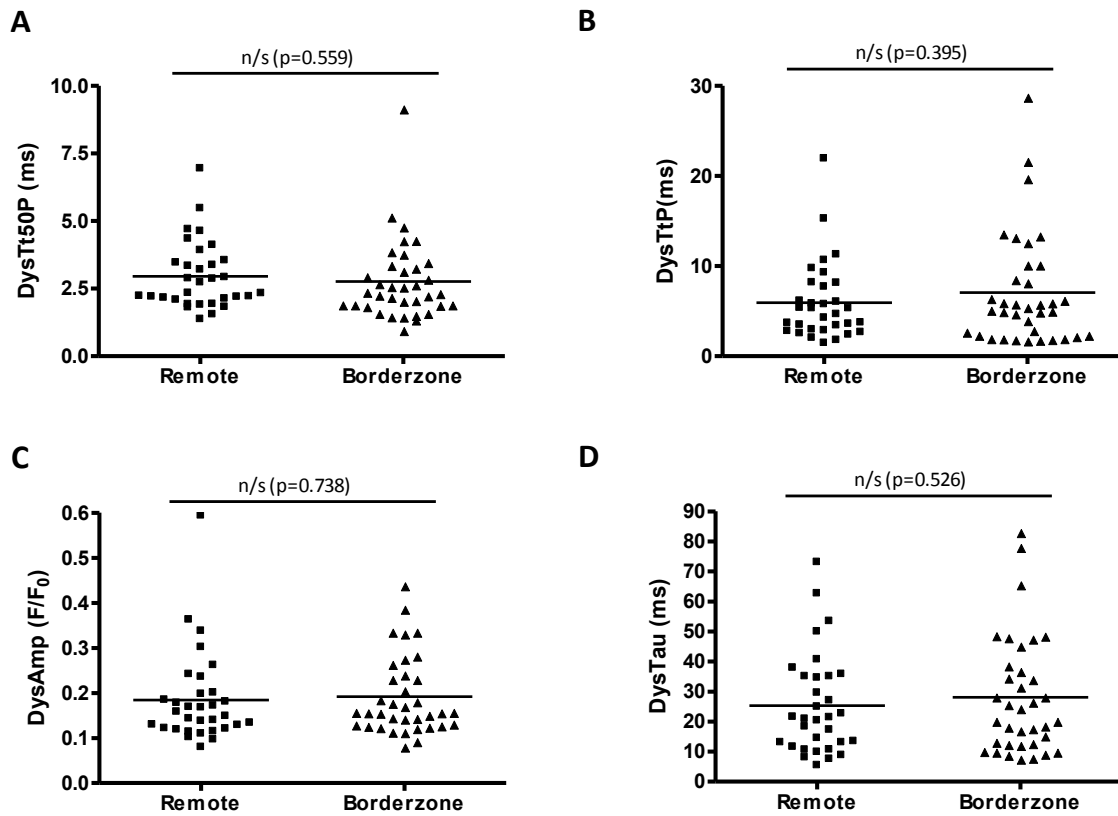 A
n/s (p=0.559)
DysTt50P (ms)
10.0
7.5
5.0
2.5
0.0
Remote
Borderzone
B
n/s (p=0.395)
DysTtP(ms)
30
20
10
0
Remote
Borderzone
C
n/s (p=0.738)
DysAmp (F/F₀)
0.6
0.5
0.4
0.3
0.2
0.1
0.0
Remote
Borderzone
D
n/s (p=0.526)
DysTau (ms)
90
80
70
60
50
40
30
20
10
0
Remote
Borderzone